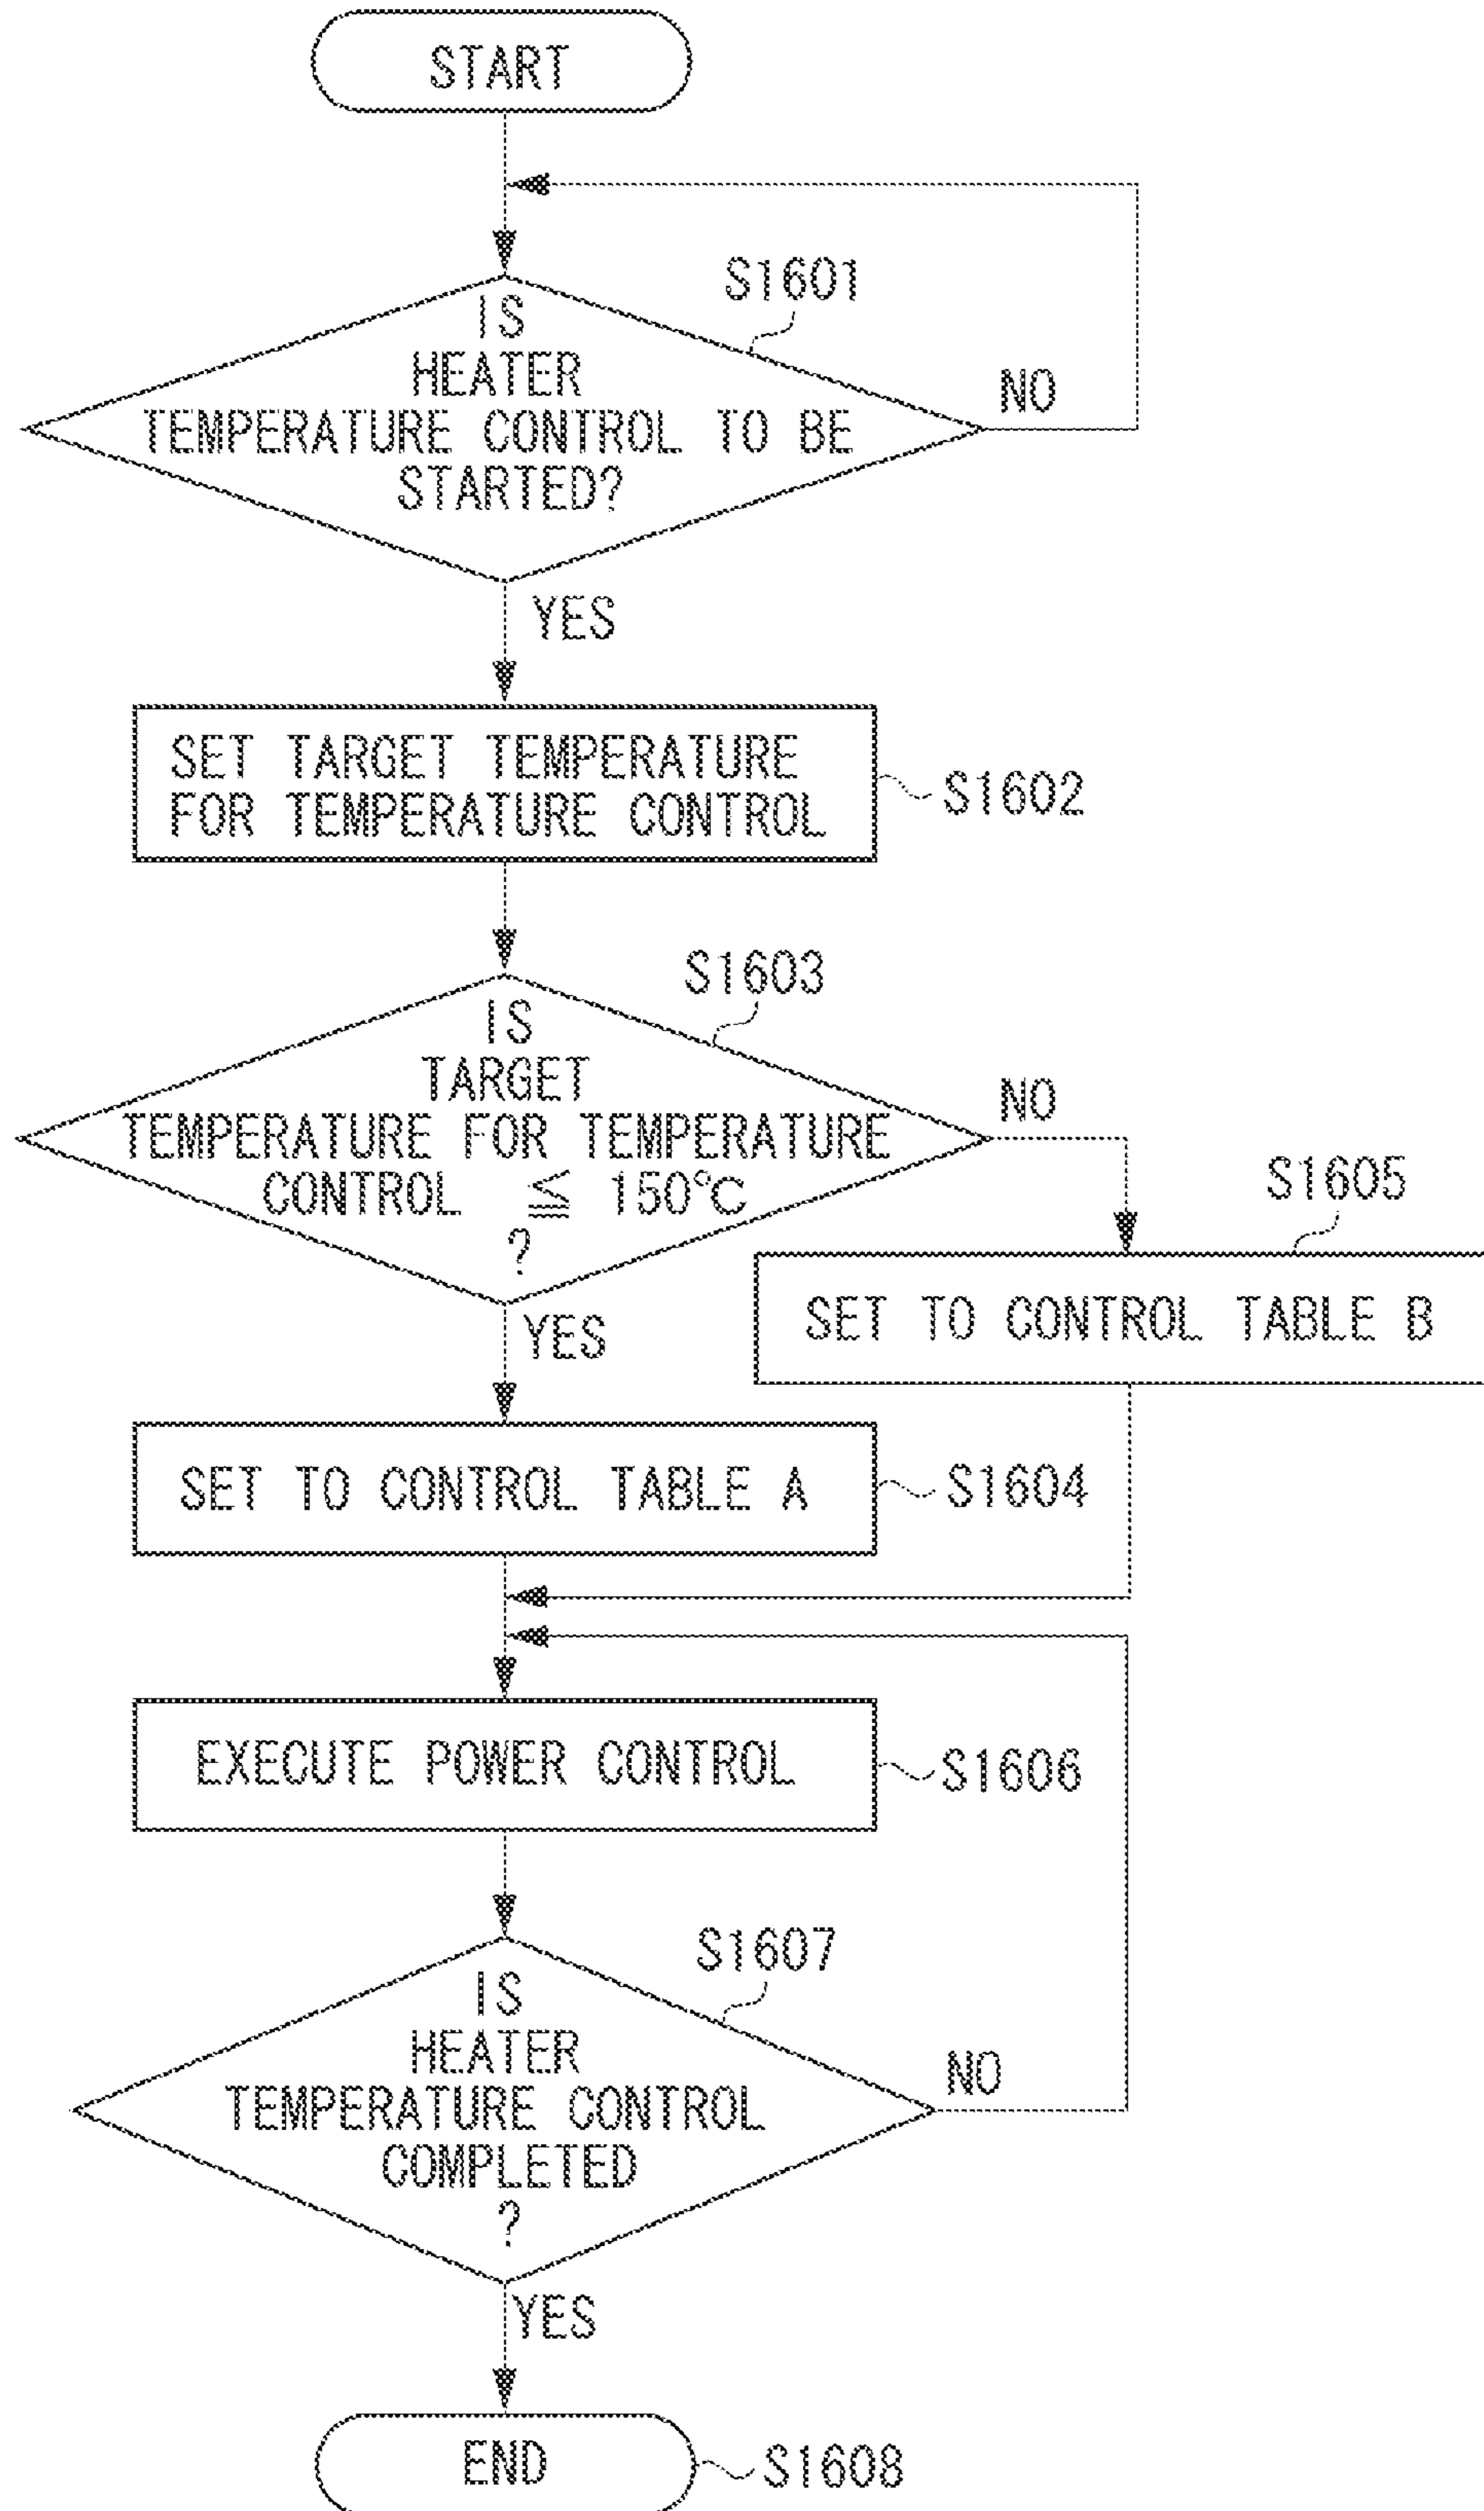 START
S1601
IS
HEATER
TEMPERATURE CONTROL TO BE
STARTED?
NO
YES
SET TARGET TEMPERATURE
FOR TEMPERATURE CONTROL
S1602
S1603
IS
TARGET
TEMPERATURE FOR TEMPERATURE
CONTROL ≦ 150℃
?
NO
YES
S1605
SET TO CONTROL TABLE B
SET TO CONTROL TABLE A
S1604
EXECUTE POWER CONTROL
S1606
S1607
IS
HEATER
TEMPERATURE CONTROL
COMPLETED
?
NO
YES
END
S1608